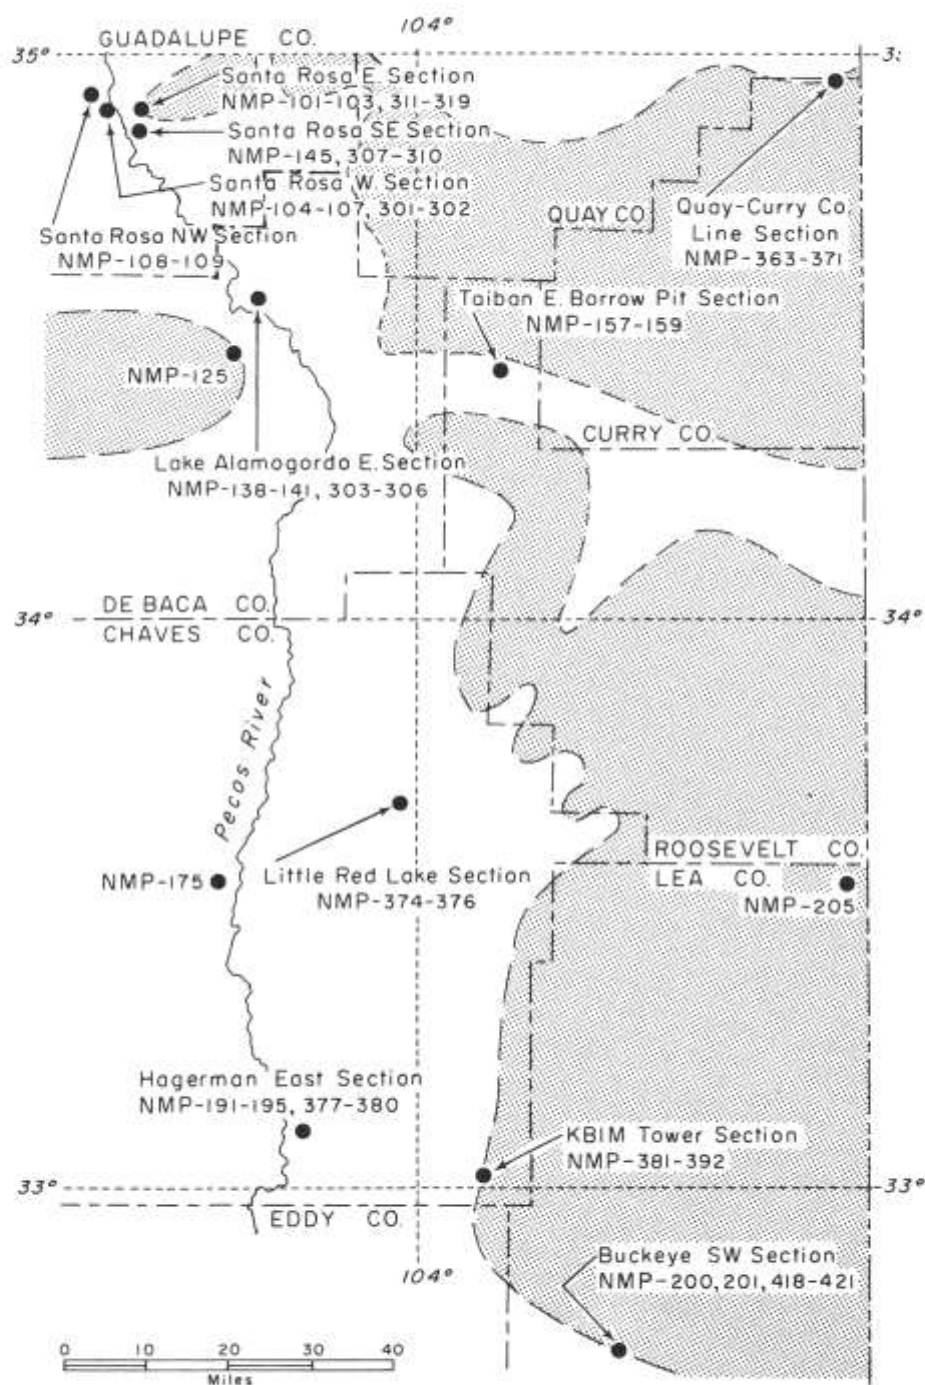 104°
GUADALUPE CO.
35°
Santa Rosa E. Section
NMP-101-103, 311-319
Santa Rosa SE Section
NMP-145, 307-310
Santa Rosa W. Section
NMP-104-107, 301-302
Santa Rosa NW Section
NMP-108-109
QUAY CO.
Quay-Curry Co
Line Section
NMP-363-371
Taiban E. Borrow Pit Section
NMP-157-159
NMP-125
CURRY CO.
Lake Alamogordo E. Section
NMP-138-141, 303-306
DE BACA CO.
34°
34°
CHAVES CO.
Pecos River
ROOSEVELT CO.
LEA CO.
NMP-175
Little Red Lake Section
NMP-374-376
NMP-205
Hagerman East Section
NMP-191-195, 377-380
KBIM Tower Section
NMP-381-392
33°
33°
EDDY CO.
104°
Buckeye SW Section
NMP-200, 201, 418-421
0 10 20 30 40
Miles